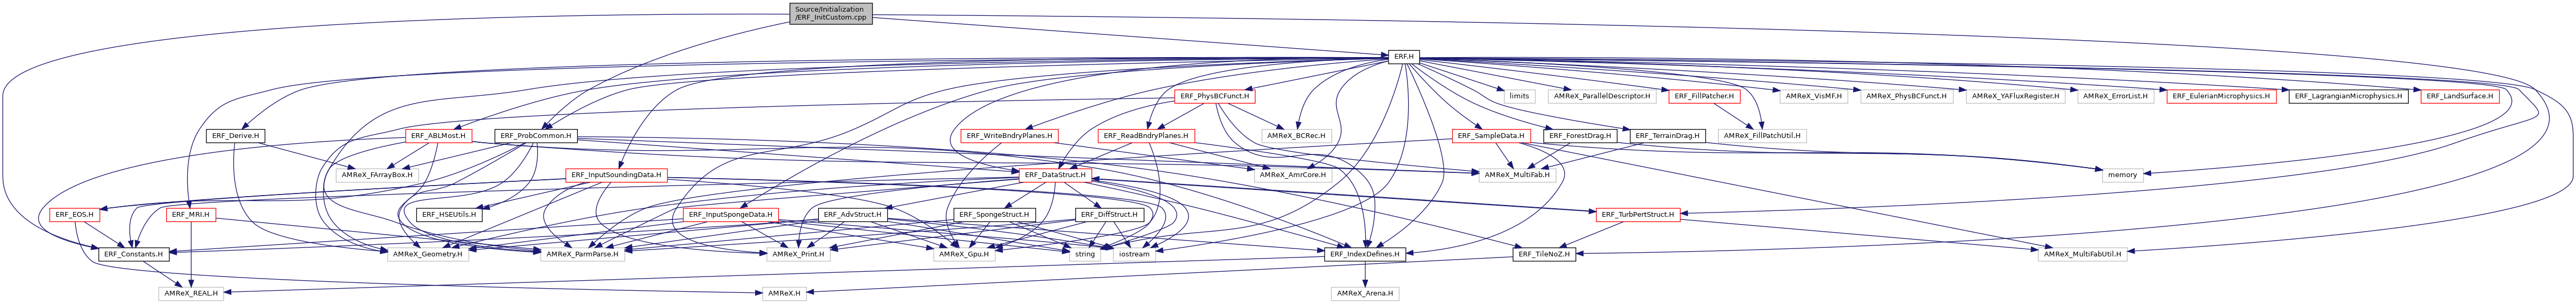 Source/Initialization
/ERF_InitCustom.cpp
ERF.H
ERF_PhysBCFunct.H
limits
AMReX_ParallelDescriptor.H
ERF_FillPatcher.H
AMReX_VisMF.H
AMReX_PhysBCFunct.H
AMReX_YAFluxRegister.H
AMReX_ErrorList.H
ERF_EulerianMicrophysics.H
ERF_LagrangianMicrophysics.H
ERF_LandSurface.H
ERF_Derive.H
ERF_ABLMost.H
ERF_ProbCommon.H
ERF_WriteBndryPlanes.H
ERF_ReadBndryPlanes.H
AMReX_BCRec.H
ERF_SampleData.H
ERF_ForestDrag.H
ERF_TerrainDrag.H
AMReX_FillPatchUtil.H
AMReX_FArrayBox.H
ERF_InputSoundingData.H
ERF_DataStruct.H
AMReX_AmrCore.H
AMReX_MultiFab.H
memory
ERF_EOS.H
ERF_MRI.H
ERF_HSEUtils.H
ERF_InputSpongeData.H
ERF_AdvStruct.H
ERF_SpongeStruct.H
ERF_DiffStruct.H
ERF_TurbPertStruct.H
ERF_Constants.H
AMReX_Geometry.H
AMReX_ParmParse.H
AMReX_Print.H
AMReX_Gpu.H
string
iostream
ERF_IndexDefines.H
ERF_TileNoZ.H
AMReX_MultiFabUtil.H
AMReX_REAL.H
AMReX.H
AMReX_Arena.H